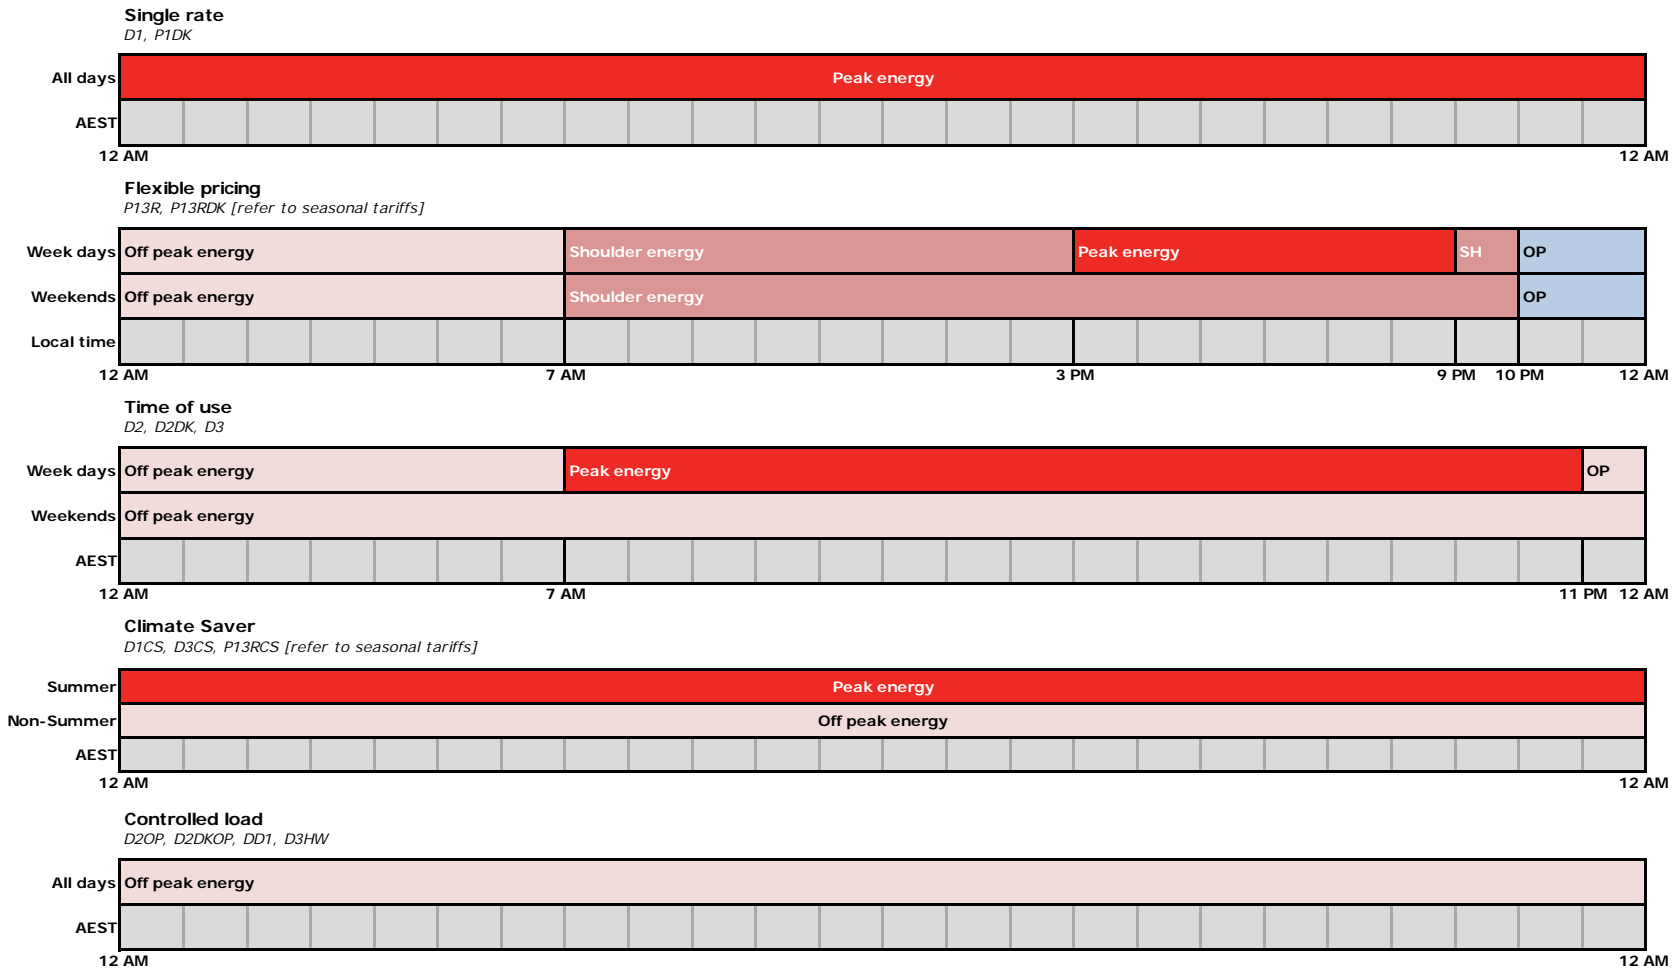 Single rate
D1, P1DK
All days Peak energy
AEST
12 AM 12 AM
Flexible pricing
P13R, P13RDK [refer to seasonal tariffs]
Week days Off peak energy Shoulder energy Peak energy SH OP
Weekends Off peak energy Shoulder energy OP
Local time
12 AM 7 AM 3 PM 9 PM 10 PM 12 AM
Time of use
D2, D2DK, D3
Week days Off peak energy Peak energy OP
Weekends Off peak energy
AEST
12 AM 7 AM 11 PM 12 AM
Climate Saver
D1CS, D3CS, P13RCS [refer to seasonal tariffs]
Summer Peak energy
Non-Summer Off peak energy
AEST
12 AM 12 AM
Controlled load
D2OP, D2DKOP, DD1, D3HW
All days Off peak energy
AEST
12 AM 12 AM